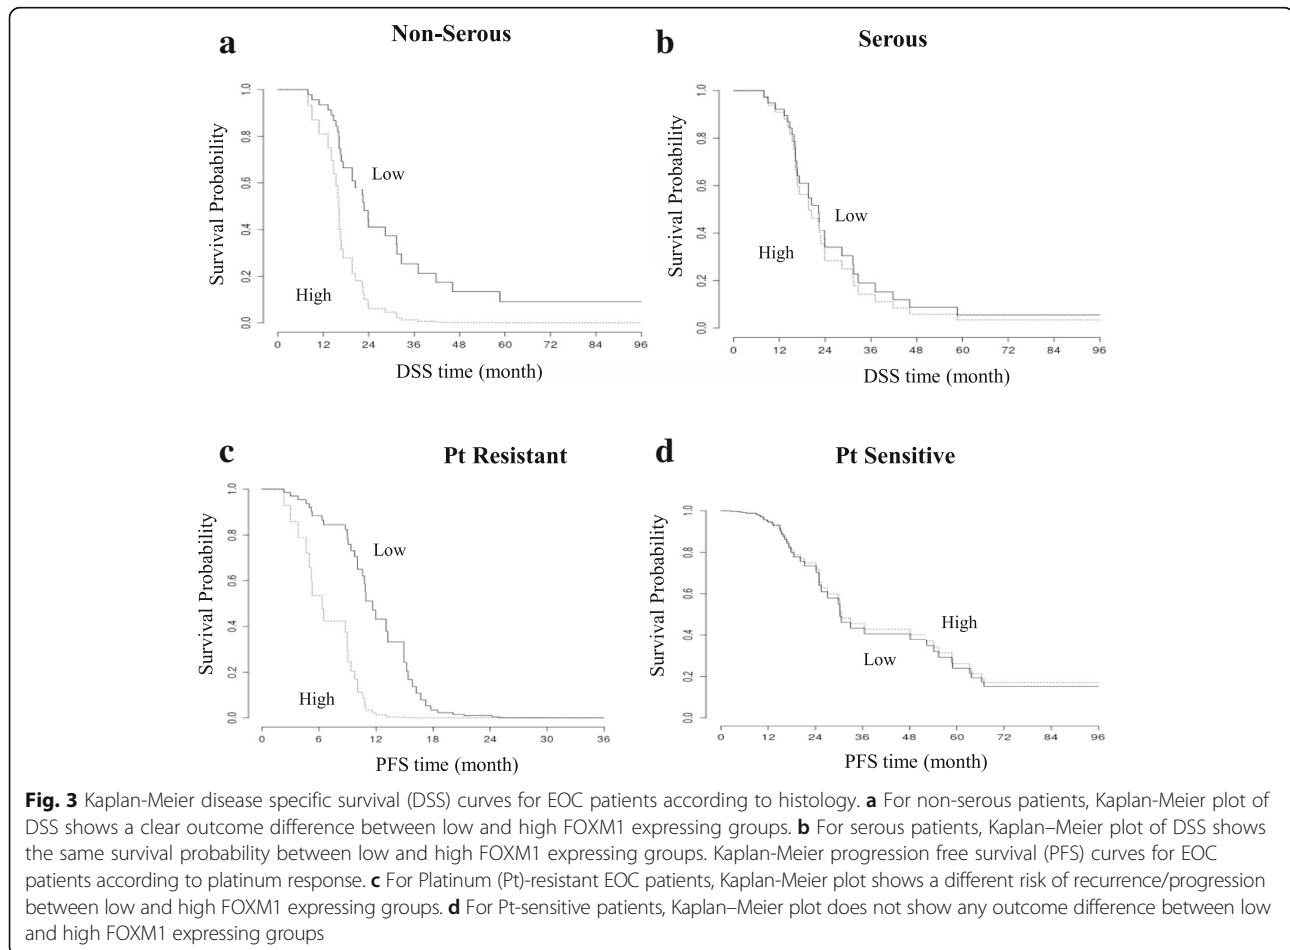 a
Non-Serous
Survival Probability
0.0 0.2 0.4 0.6 0.8 1.0
Low
High
0 12 24 36 48 60 72 84 96
DSS time (month)
b
Serous
Survival Probability
0.0 0.2 0.4 0.6 0.8 1.0
Low
High
0 12 24 36 48 60 72 84 96
DSS time (month)
c
Pt Resistant
Survival Probability
0.0 0.2 0.4 0.6 0.8 1.0
Low
High
0 6 12 18 24 30 36
PFS time (month)
d
Pt Sensitive
Survival Probability
0.0 0.2 0.4 0.6 0.8 1.0
High
Low
0 12 24 36 48 60 72 84 96
PFS time (month)
Fig. 3 Kaplan-Meier disease specific survival (DSS) curves for EOC patients according to histology. a For non-serous patients, Kaplan-Meier plot of
DSS shows a clear outcome difference between low and high FOXM1 expressing groups. b For serous patients, Kaplan–Meier plot of DSS shows
the same survival probability between low and high FOXM1 expressing groups. Kaplan-Meier progression free survival (PFS) curves for EOC
patients according to platinum response. c For Platinum (Pt)-resistant EOC patients, Kaplan-Meier plot shows a different risk of recurrence/progression
between low and high FOXM1 expressing groups. d For Pt-sensitive patients, Kaplan–Meier plot does not show any outcome difference between low
and high FOXM1 expressing groups